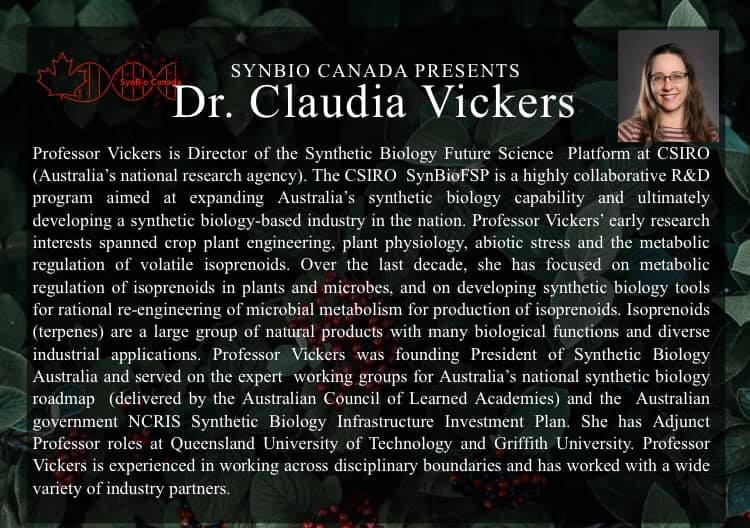 SynBio Canada
SYNBIO CANADA PRESENTS
Dr. Claudia Vickers
Professor Vickers is Director of the Synthetic Biology Future Science Platform at CSIRO
(Australia's national research agency). The CSIRO SynBioFSP is a highly collaborative R&D
program aimed at expanding Australia's synthetic biology capability and ultimately
developing a synthetic biology-based industry in the nation. Professor Vickers' early research
interests spanned crop plant engineering, plant physiology, abiotic stress and the metabolic
regulation of volatile isoprenoids. Over the last decade, she has focused on metabolic
regulation of isoprenoids in plants and microbes, and on developing synthetic biology tools
for rational re-engineering of microbial metabolism for production of isoprenoids. Isoprenoids
(terpenes) are a large group of natural products with many biological functions and diverse
industrial applications. Professor Vickers was founding President of Synthetic Biology
Australia and served on the expert working groups for Australia's national synthetic biology
roadmap (delivered by the Australian Council of Learned Academies) and the Australian
government NCRIS Synthetic Biology Infrastructure Investment Plan. She has Adjunct
Professor roles at Queensland University of Technology and Griffith University. Professor
Vickers is experienced in working across disciplinary boundaries and has worked with a wide
variety of industry partners.